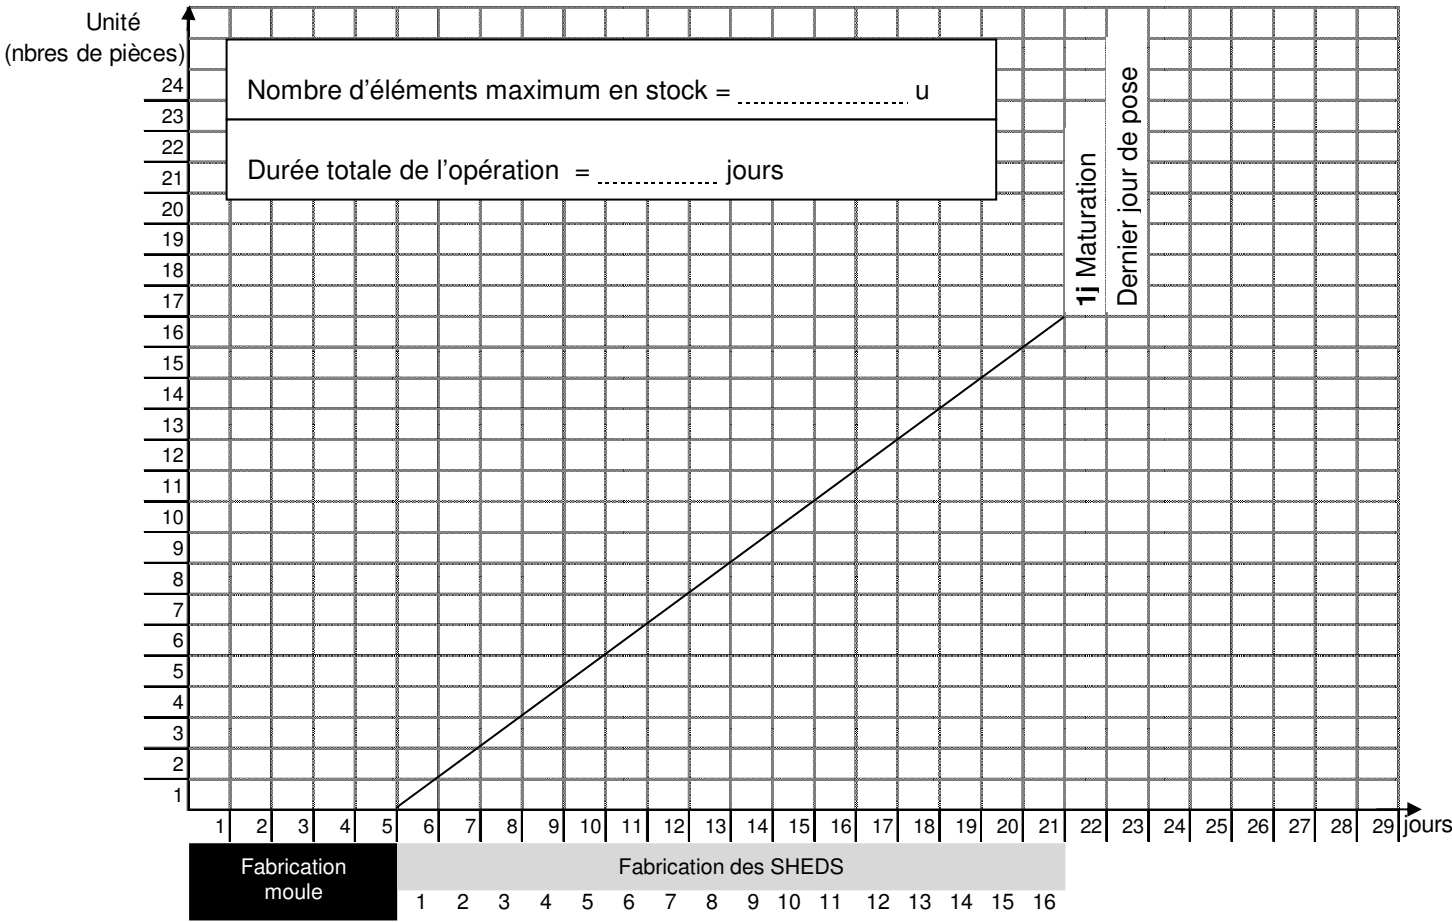 Unité
(nbres de pièces)
Nombre d'éléments maximum en stock = ..................... u
Durée totale de l'opération = ............... jours
1j Maturation
Dernier jour de pose
24
23
22
21
20
19
18
17
16
15
14
13
12
11
10
9
8
7
6
5
4
3
2
1
1 2 3 4 5 6 7 8 9 10 11 12 13 14 15 16 17 18 19 20 21 22 23 24 25 26 27 28 29 jours
Fabrication
moule
Fabrication des SHEDS
1 2 3 4 5 6 7 8 9 10 11 12 13 14 15 16